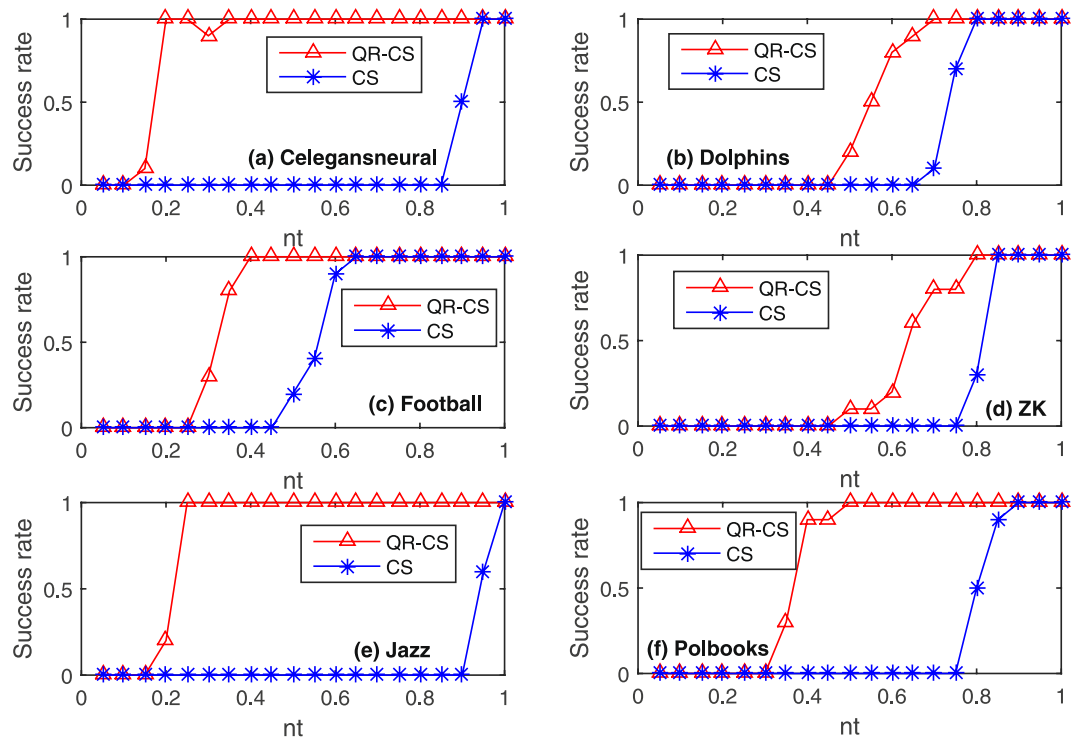 Success rate
1
0.5
0
QR-CS
CS
(a) Celegansneural
0 0.2 0.4 0.6 0.8 1
nt
Success rate
1
0.5
0
QR-CS
CS
(b) Dolphins
0 0.2 0.4 0.6 0.8 1
nt
Success rate
1
0.5
0
QR-CS
CS
(c) Football
0 0.2 0.4 0.6 0.8 1
nt
Success rate
1
0.5
0
QR-CS
CS
(d) ZK
0 0.2 0.4 0.6 0.8 1
nt
Success rate
1
0.5
0
QR-CS
CS
(e) Jazz
0 0.2 0.4 0.6 0.8 1
nt
Success rate
1
0.5
0
QR-CS
CS
(f) Polbooks
0 0.2 0.4 0.6 0.8 1
nt